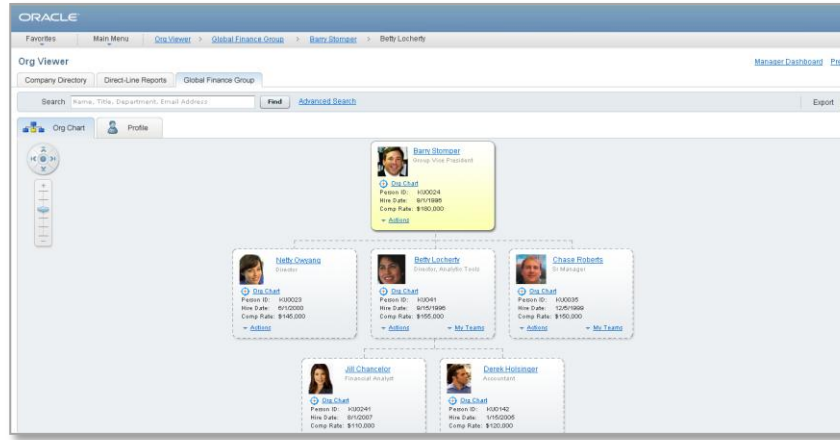 ORACLE
Favorites Main Menu Org Viewer > Global Finance Group > Barry Stomper > Betty Locherty
Org Viewer
Manager Dashboard
Company Directory Direct-Line Reports Global Finance Group
Search Name, Title, Department, Email Address Find Advanced Search Export
Org Chart Profile
Barry Stomper
Group Vice President
Org Chart
Person ID: KU0024
Hire Date: 9/1/1995
Comp Rate: $180,000
Actions
Netty Owyang
Director
Org Chart
Person ID: KU0023
Hire Date: 6/1/2000
Comp Rate: $145,000
Actions
Betty Locherty
Director, Analytic Tools
Org Chart
Person ID: KU041
Hire Date: 9/15/1996
Comp Rate: $155,000
Actions My Teams
Chase Roberts
Sr Manager
Org Chart
Person ID: KU0035
Hire Date: 12/6/1999
Comp Rate: $150,000
Actions My Teams
Jill Chancelor
Financial Analyst
Org Chart
Person ID: KU0241
Hire Date: 8/1/2007
Comp Rate: $110,000
Derek Holsinger
Accountant
Org Chart
Person ID: KU0142
Hire Date: 1/15/2005
Comp Rate: $120,000